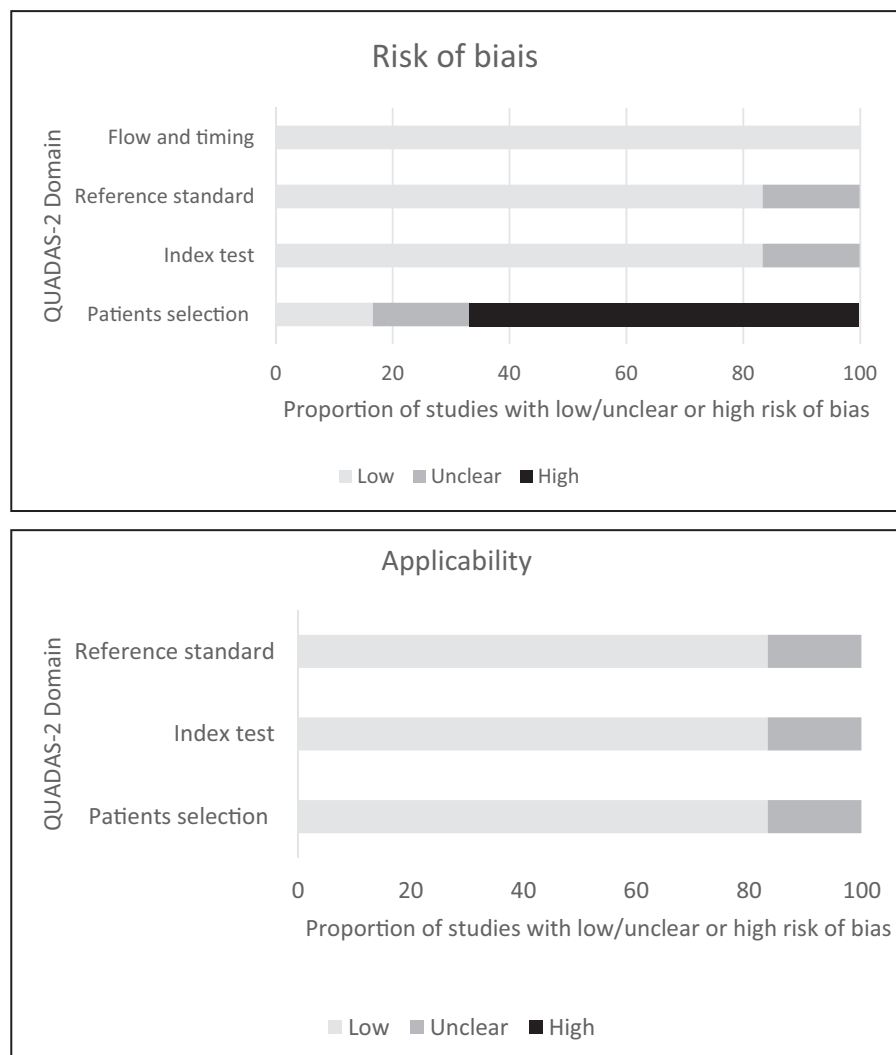 Risk of biais
QUADAS-2 Domain
Flow and timing
Reference standard
Index test
Patients selection
0 20 40 60 80 100
Proportion of studies with low/unclear or high risk of bias
Low Unclear High
Applicability
QUADAS-2 Domain
Reference standard
Index test
Patients selection
0 20 40 60 80 100
Proportion of studies with low/unclear or high risk of bias
Low Unclear High